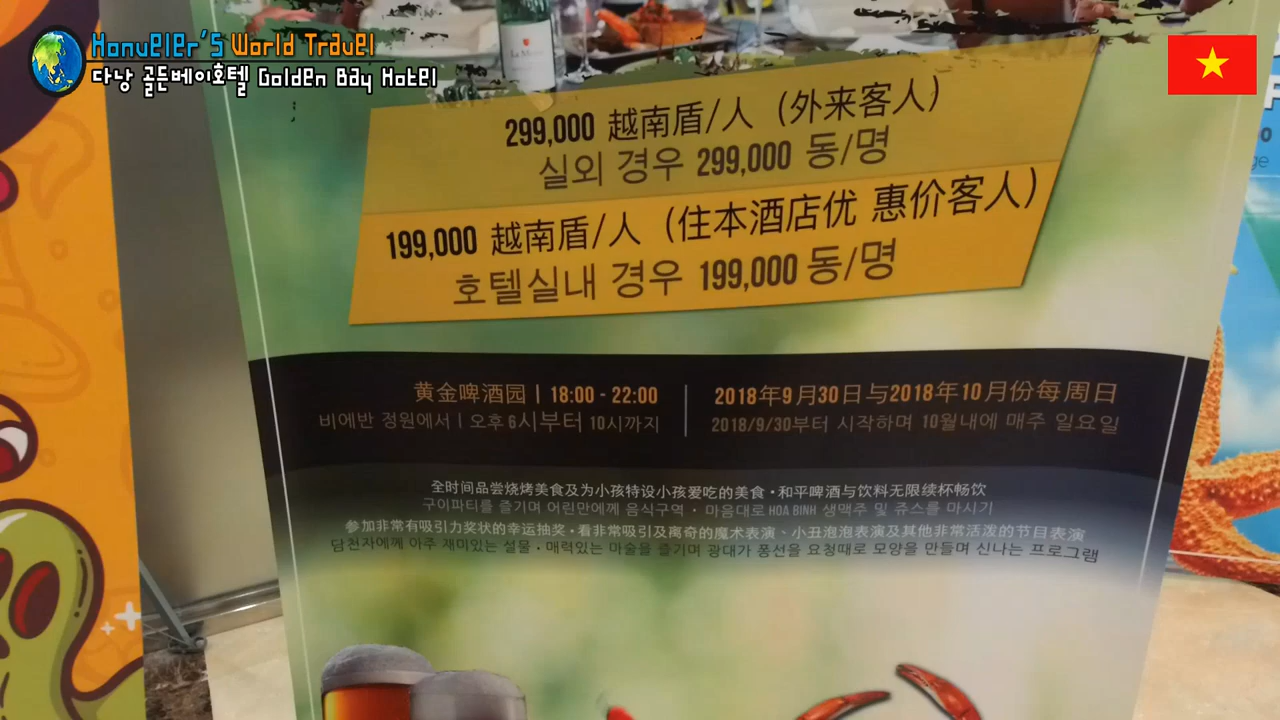 Hanueler's World Travel
다낭 골든베이호텔 Golden Bay Hotel
299,000 越南盾/人 (外来客人)
실외 경우 299,000 동/명
199,000 越南盾/人 (住本酒店优 惠价客人)
호텔실내 경우 199,000 동/명
黄金啤酒园 | 18:00 - 22:00
비에반 정원에서 | 오후 6시부터 10시까지
2018年9月30日与2018年10月份每周日
2018/9/30부터 시작하며 10월내에 매주 일요일
全时间品尝烧烤美食及为小孩特设小孩爱吃的美食・和平啤酒与饮料无限续杯畅饮
구이파티를 즐기며 어린만에께 음식구역・마음대로 HOA BINH 생맥주 및 쥬스를 마시기
参加非常有吸引力奖状的幸运抽奖・看非常吸引及离奇的魔术表演、小丑泡泡表演及其他非常活泼的节目表演
담천자에께 아주 재미있는 설물・매력있는 마술을 즐기며 광대가 풍선을 요청때로 모양을 만들며 신나는 프로그램